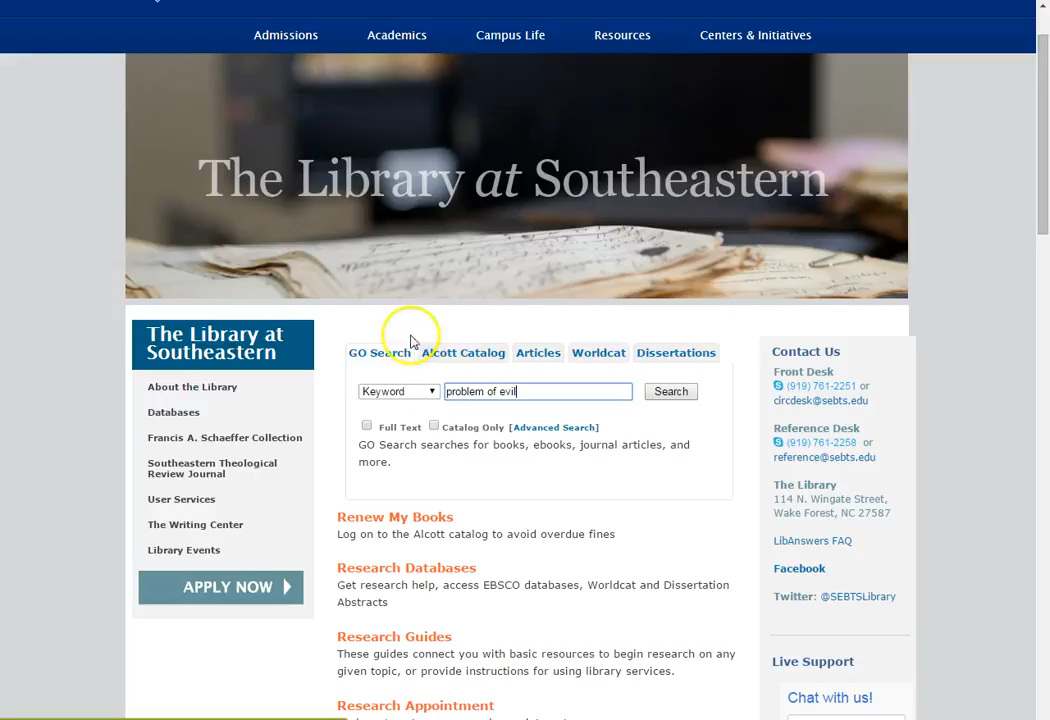 Admissions
Academics
Campus Life
Resources
Centers & Initiatives
The Library at Southeastern
The Library at
Southeastern
About the Library
Databases
Francis A. Schaeffer Collection
Southeastern Theological
Review Journal
User Services
The Writing Center
Library Events
APPLY NOW
GO Search
Alcott Catalog
Articles
Worldcat
Dissertations
Keyword
problem of evil
Search
Full Text
Catalog Only
[Advanced Search]
GO Search searches for books, ebooks, journal articles, and
more.
Renew My Books
Log on to the Alcott catalog to avoid overdue fines
Research Databases
Get research help, access EBSCO databases, Worldcat and Dissertation
Abstracts
Research Guides
These guides connect you with basic resources to begin research on any
given topic, or provide instructions for using library services.
Research Appointment
Contact Us
Front Desk
(919) 761-2251 or
circdesk@sebts.edu
Reference Desk
(919) 761-2258 or
reference@sebts.edu
The Library
114 N. Wingate Street,
Wake Forest, NC 27587
LibAnswers FAQ
Facebook
Twitter: @SEBTSLibrary
Live Support
Chat with us!